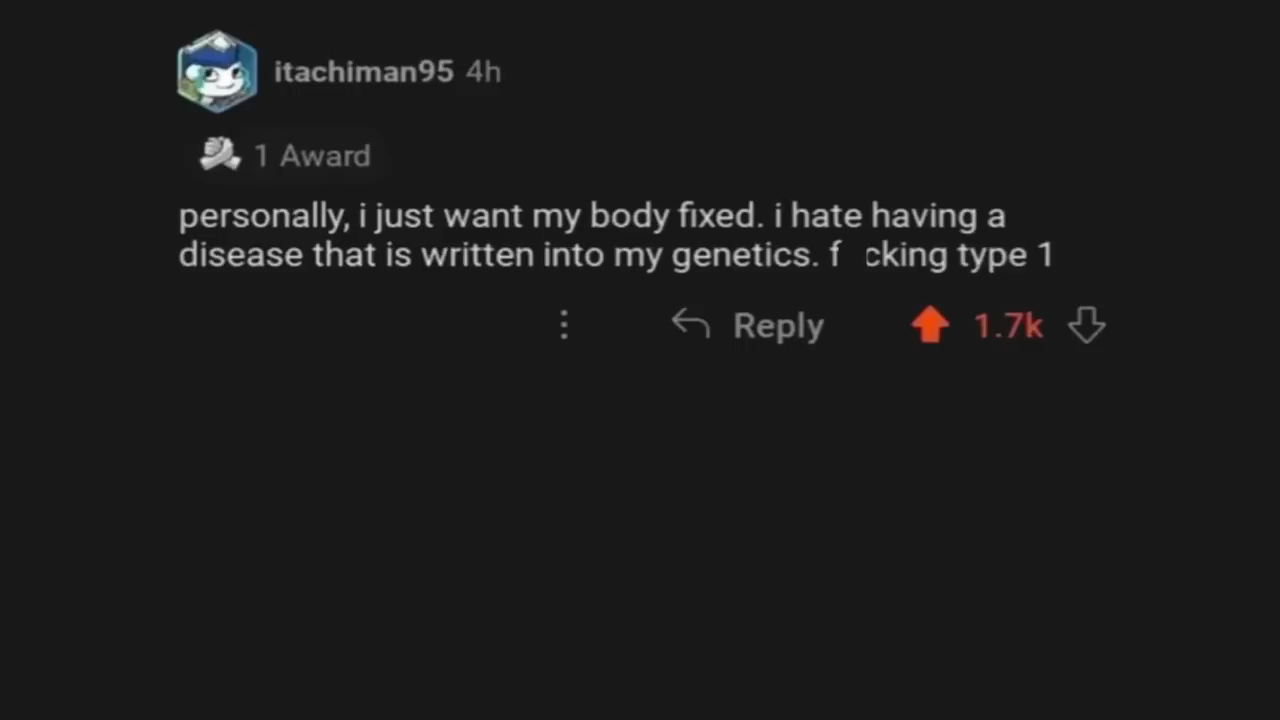 itachiman95 4h
1 Award
personally, i just want my body fixed. i hate having a
disease that is written into my genetics. f cking type 1
Reply 1.7k